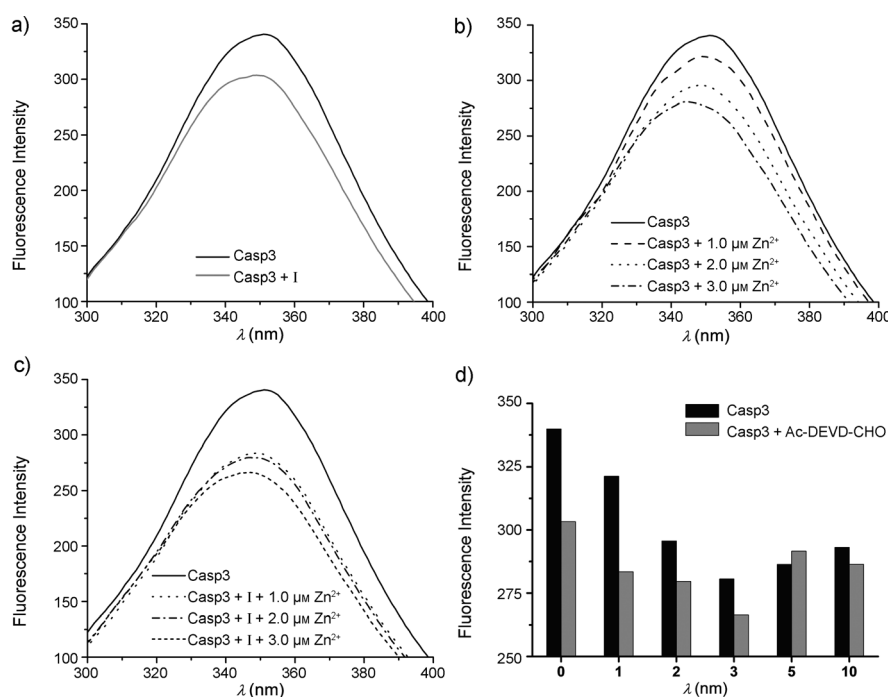 a)
350
300
250
200
150
100
Fluorescence Intensity
Casp3
Casp3 + I
300 320 340 360 380 400
λ (nm)
b)
350
300
250
200
150
100
Fluorescence Intensity
Casp3
Casp3 + 1.0 μM Zn²⁺
Casp3 + 2.0 μM Zn²⁺
Casp3 + 3.0 μM Zn²⁺
300 320 340 360 380 400
λ (nm)
c)
350
300
250
200
150
100
Fluorescence Intensity
Casp3
Casp3 + I + 1.0 μM Zn²⁺
Casp3 + I + 2.0 μM Zn²⁺
Casp3 + I + 3.0 μM Zn²⁺
300 320 340 360 380 400
λ (nm)
d)
350
325
300
275
250
Fluorescence Intensity
Casp3
Casp3 + Ac-DEVD-CHO
0 1 2 3 5 10
λ (nm)